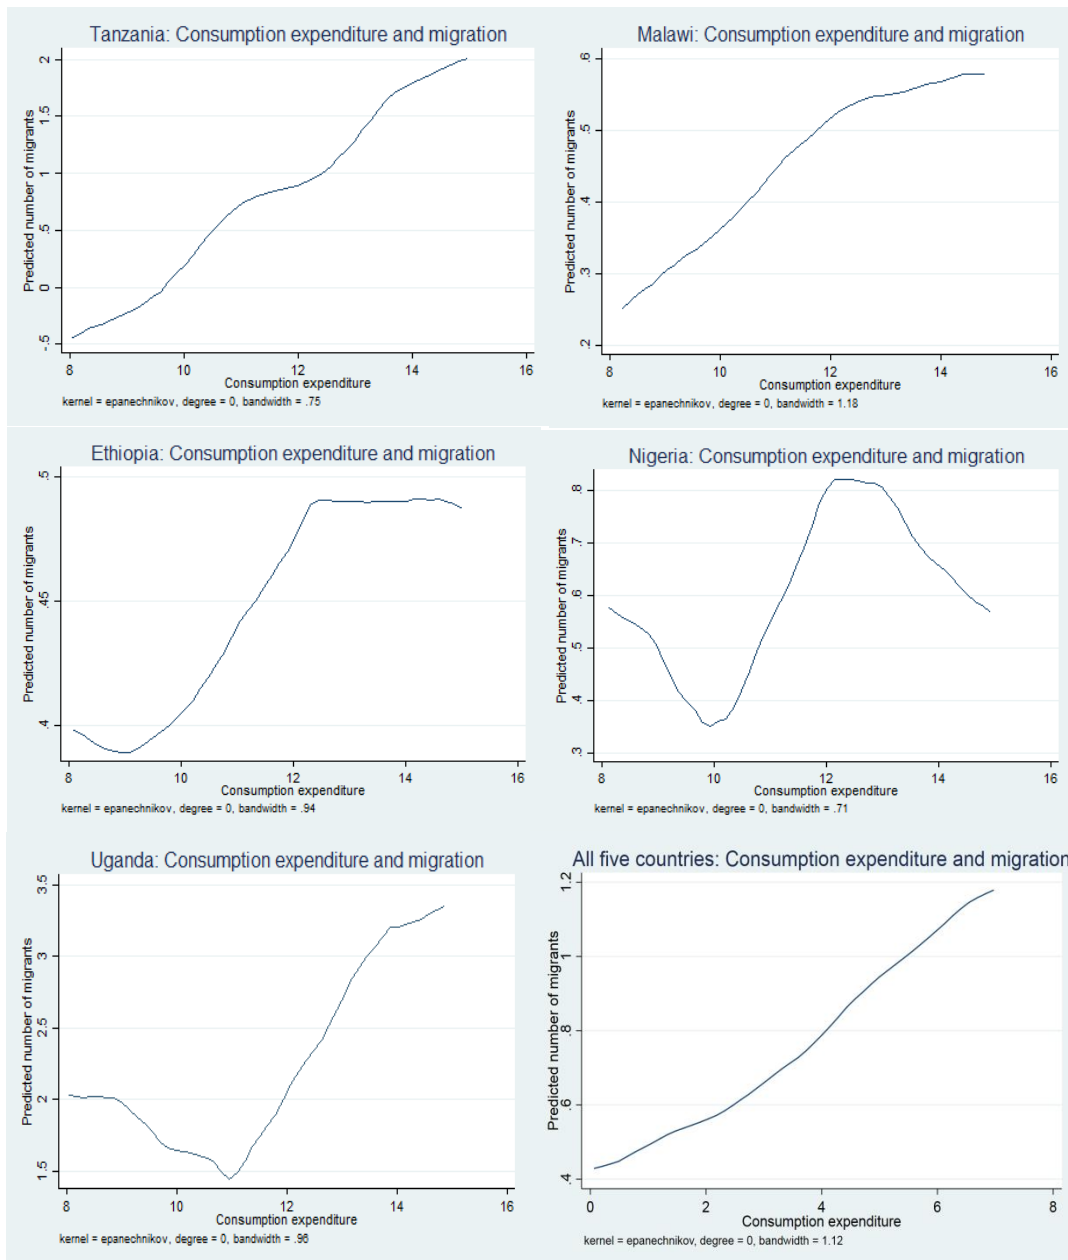 Tanzania: Consumption expenditure and migration
Predicted number of migrants
2
1.5
1
.5
0
-.5
8 10 12 14 16
Consumption expenditure
kernel = epanechnikov, degree = 0, bandwidth = .75
Malawi: Consumption expenditure and migration
Predicted number of migrants
.6
.5
.4
.3
.2
8 10 12 14 16
Consumption expenditure
kernel = epanechnikov, degree = 0, bandwidth = 1.18
Ethiopia: Consumption expenditure and migration
Predicted number of migrants
.5
.45
.4
8 10 12 14 16
Consumption expenditure
kernel = epanechnikov, degree = 0, bandwidth = .94
Nigeria: Consumption expenditure and migration
Predicted number of migrants
.8
.7
.6
.5
.4
.3
8 10 12 14 16
Consumption expenditure
kernel = epanechnikov, degree = 0, bandwidth = .71
Uganda: Consumption expenditure and migration
Predicted number of migrants
3.5
3
2.5
2
1.5
8 10 12 14 16
Consumption expenditure
kernel = epanechnikov, degree = 0, bandwidth = .96
All five countries: Consumption expenditure and migration
Predicted number of migrants
1.2
1
.8
.6
.4
0 2 4 6 8
Consumption expenditure
kernel = epanechnikov, degree = 0, bandwidth = 1.12